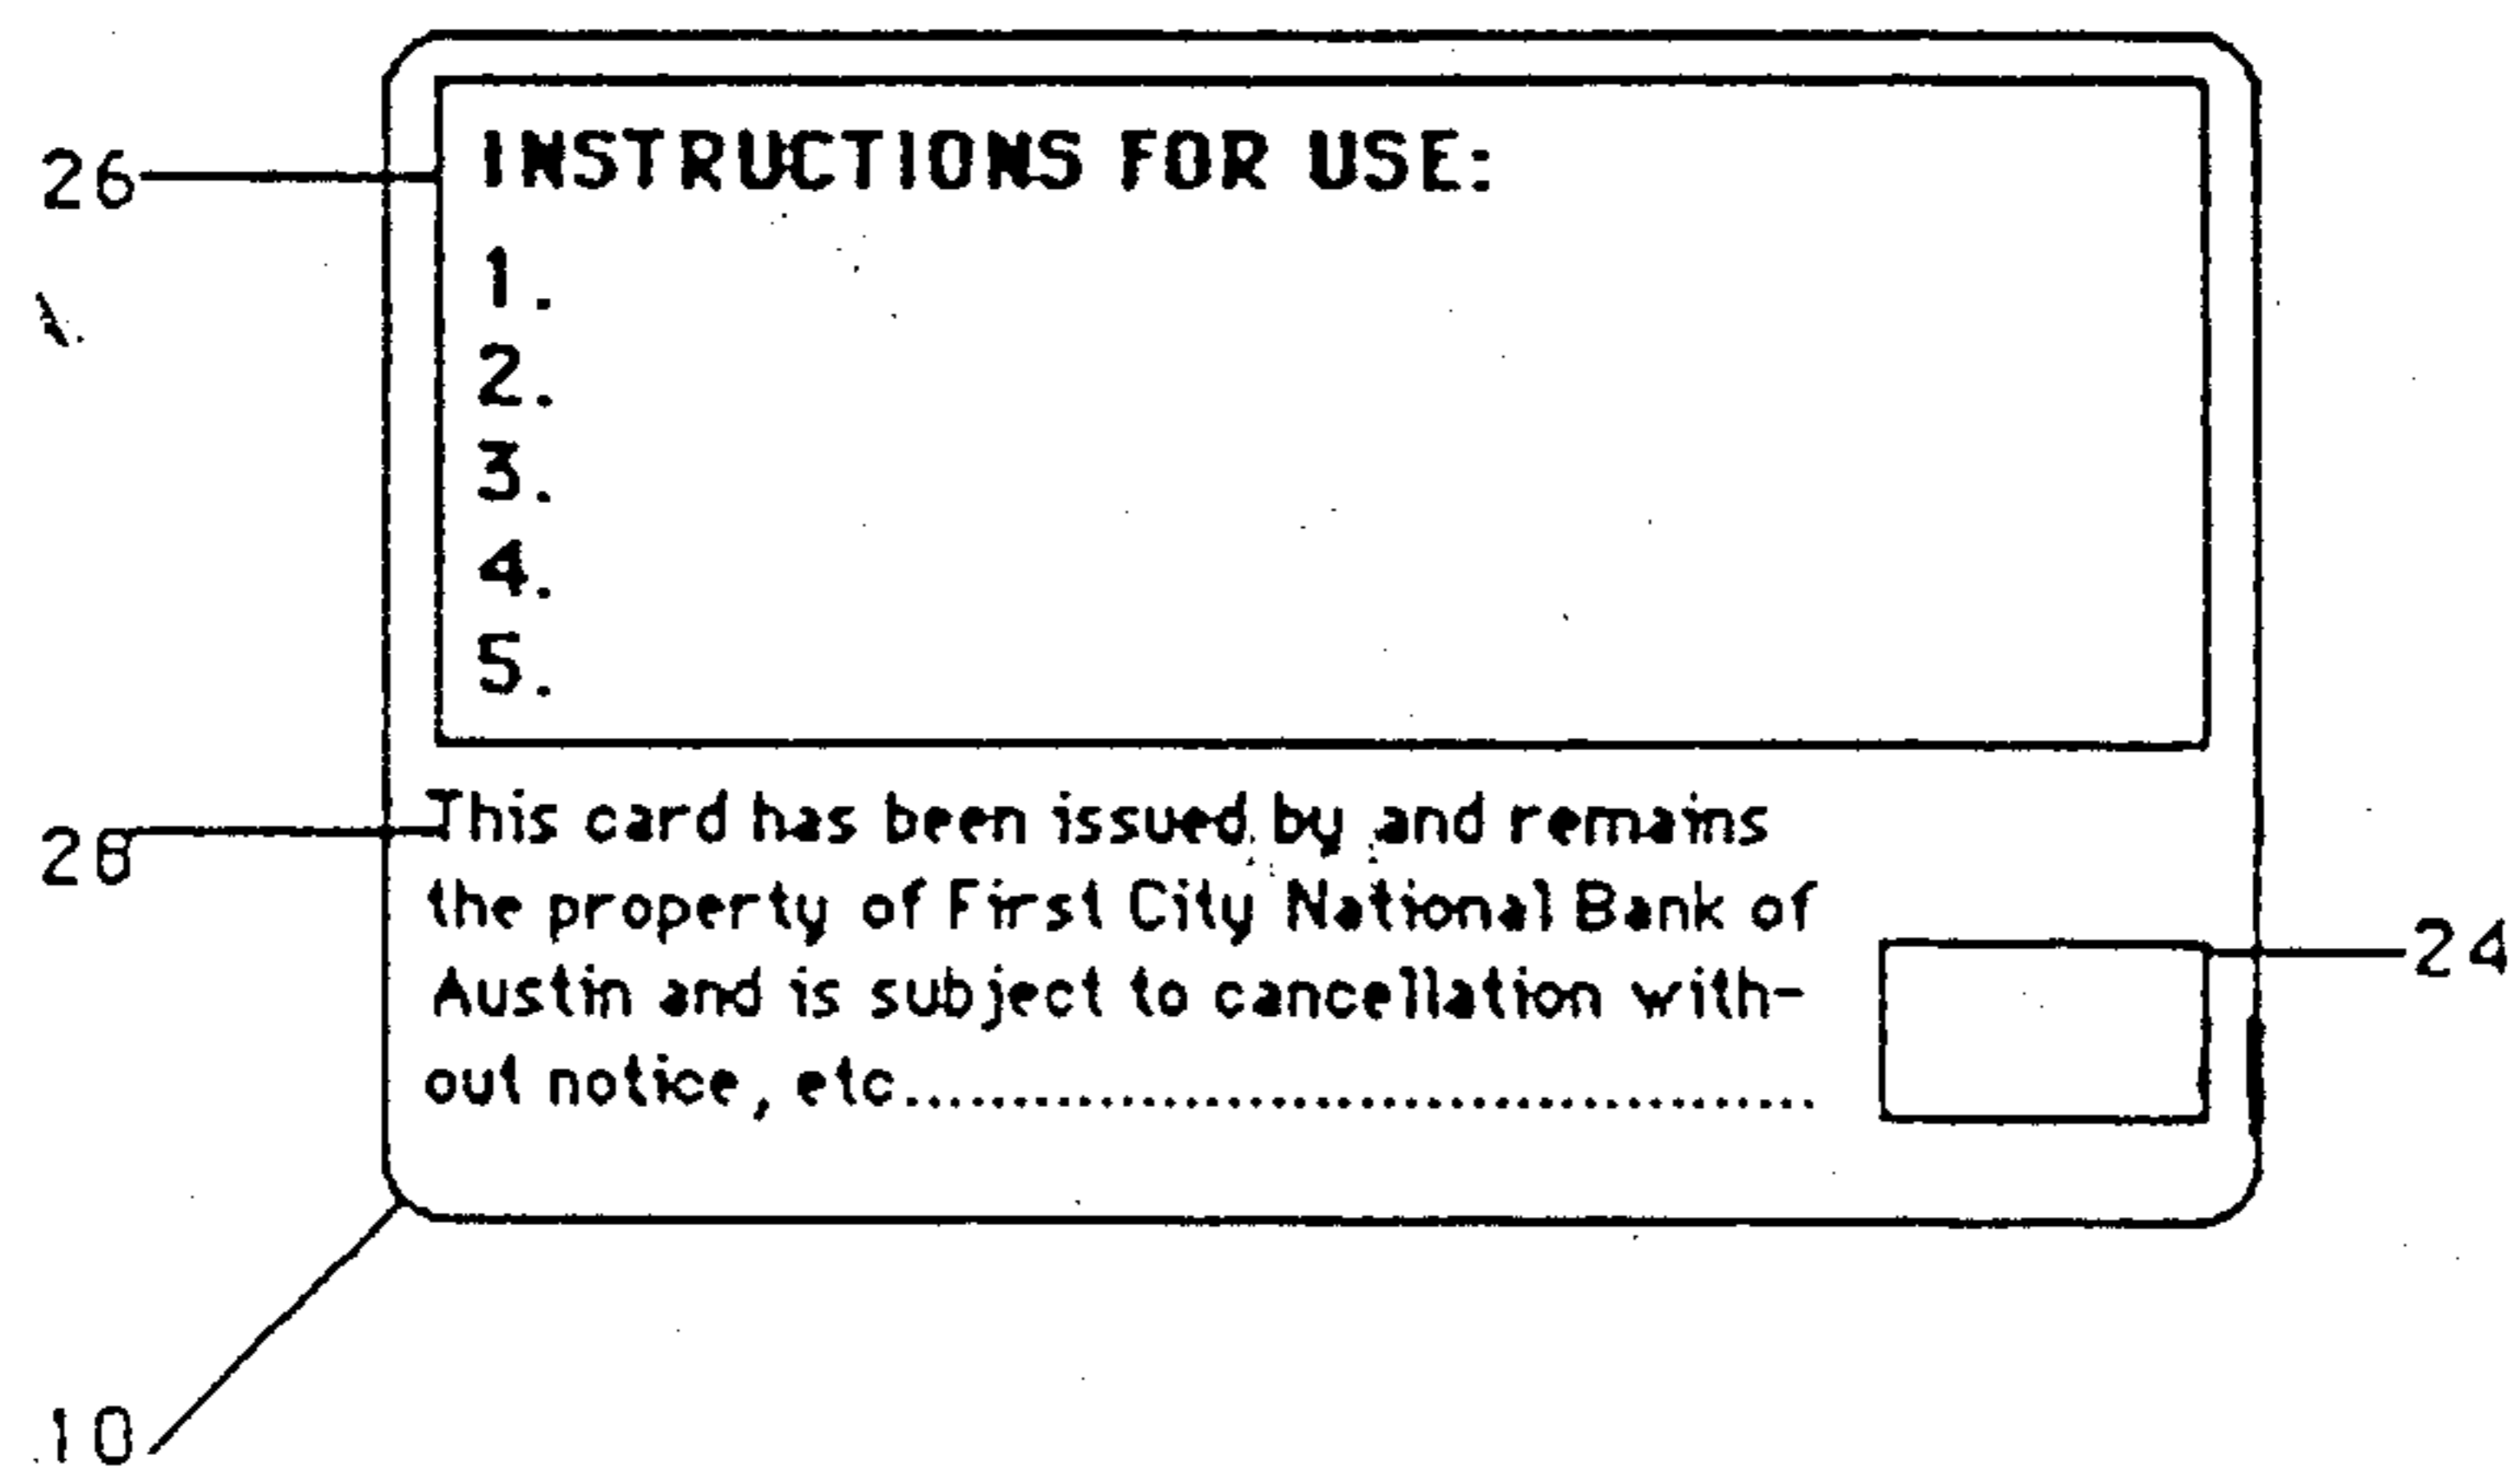 26
INSTRUCTIONS FOR USE:
1.
2.
3.
4.
5.
28
This card has been issued by and remains
the property of First City National Bank of
Austin and is subject to cancellation with-
out notice, etc...........................................
24
10